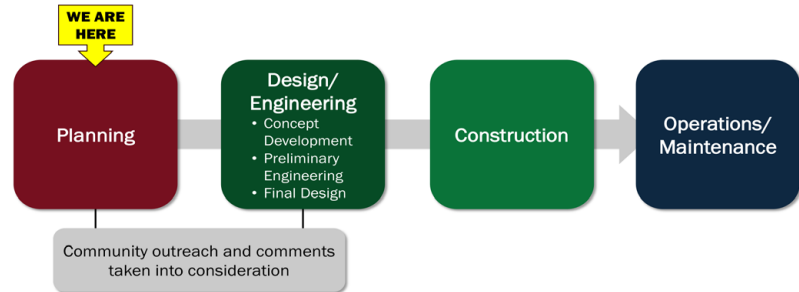 WE ARE
HERE
Planning
Design/
Engineering
• Concept
Development
• Preliminary
Engineering
• Final Design
Construction
Operations/
Maintenance
Community outreach and comments
taken into consideration